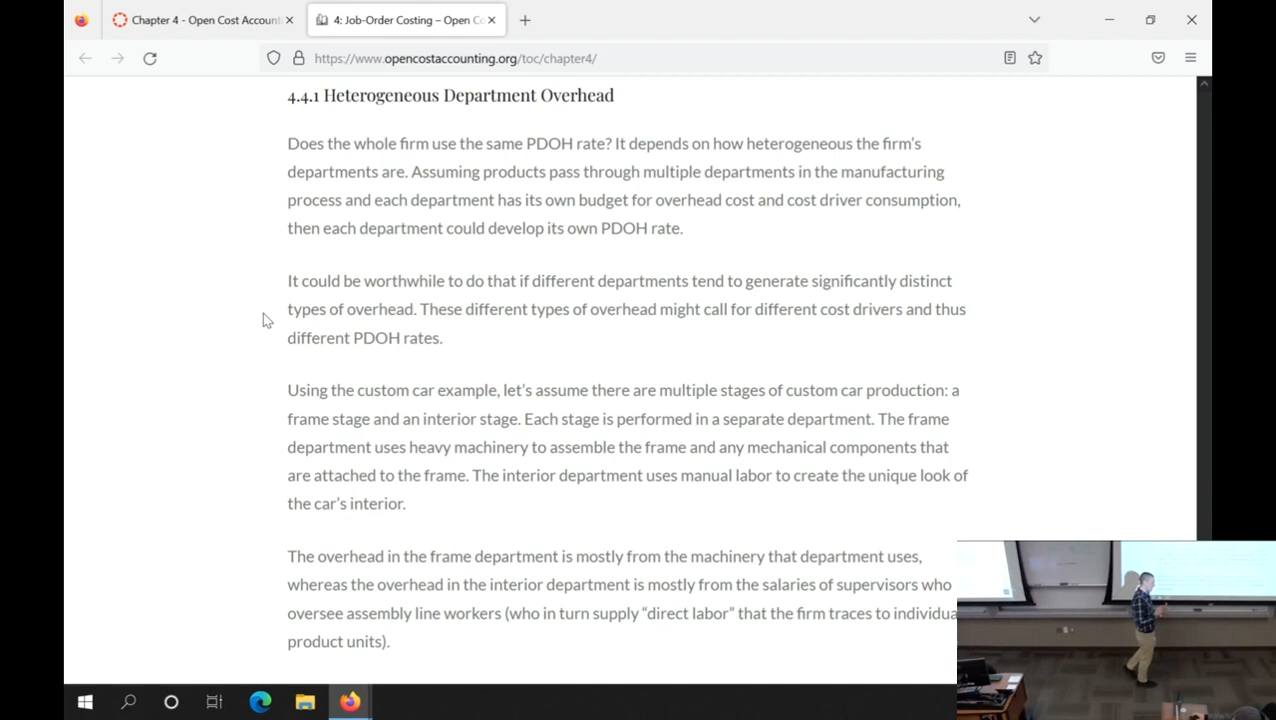 Chapter 4 - Open Cost Accounti
4: Job-Order Costing – Open Co
https://www.opencostaccounting.org/toc/chapter4/
4.4.1 Heterogeneous Department Overhead
Does the whole firm use the same PDOH rate? It depends on how heterogeneous the firm's
departments are. Assuming products pass through multiple departments in the manufacturing
process and each department has its own budget for overhead cost and cost driver consumption,
then each department could develop its own PDOH rate.
It could be worthwhile to do that if different departments tend to generate significantly distinct
types of overhead. These different types of overhead might call for different cost drivers and thus
different PDOH rates.
Using the custom car example, let's assume there are multiple stages of custom car production: a
frame stage and an interior stage. Each stage is performed in a separate department. The frame
department uses heavy machinery to assemble the frame and any mechanical components that
are attached to the frame. The interior department uses manual labor to create the unique look of
the car's interior.
The overhead in the frame department is mostly from the machinery that department uses,
whereas the overhead in the interior department is mostly from the salaries of supervisors who
oversee assembly line workers (who in turn supply “direct labor” that the firm traces to individua
product units).